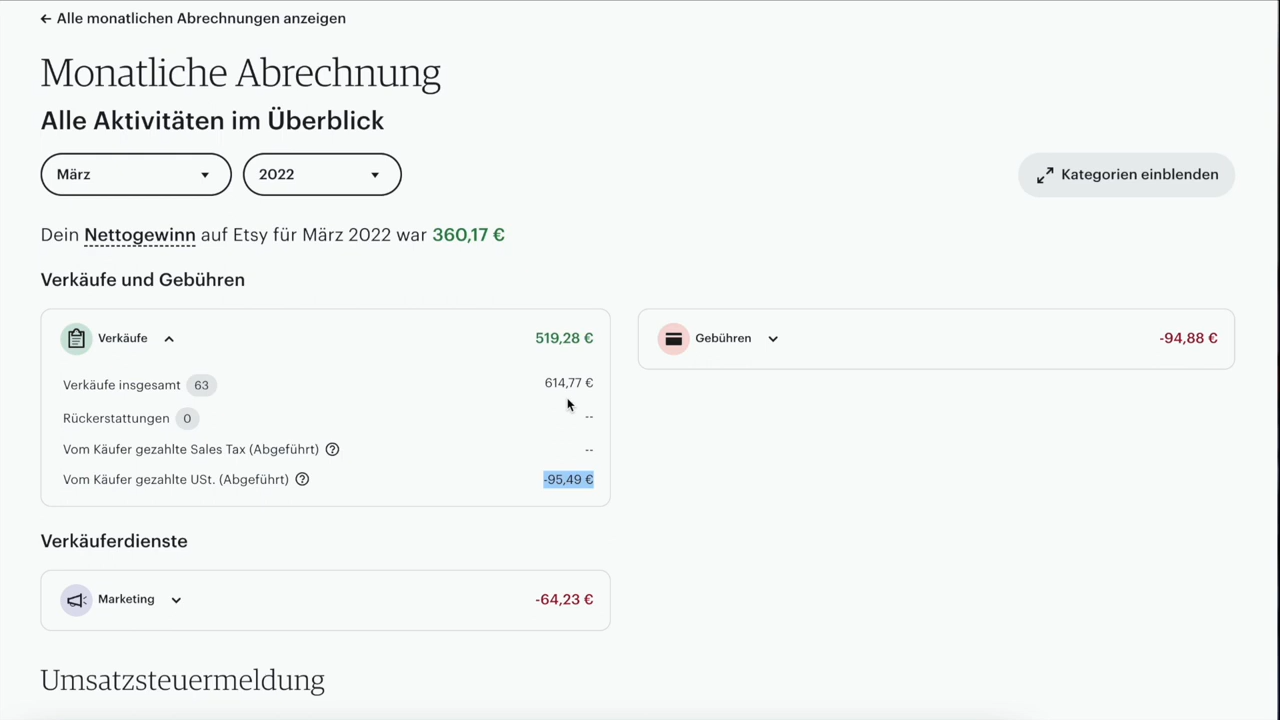 ← Alle monatlichen Abrechnungen anzeigen
Monatliche Abrechnung
Alle Aktivitäten im Überblick
März 2022 Kategorien einblenden
Dein Nettogewinn auf Etsy für März 2022 war 360,17 €
Verkäufe und Gebühren
Verkäufe 519,28 € Gebühren -94,88 €
Verkäufe insgesamt 63 614,77 €
Rückerstattungen 0 --
Vom Käufer gezahlte Sales Tax (Abgeführt) ? --
Vom Käufer gezahlte USt. (Abgeführt) ? -95,49 €
Verkäuferdienste
Marketing -64,23 €
Umsatzsteuermeldung